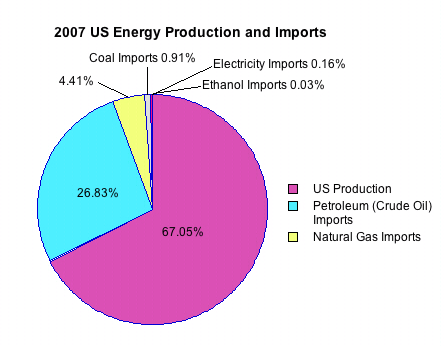 2007 US Energy Production and Imports
Coal Imports 0.91%
Electricity Imports 0.16%
4.41%
Ethanol Imports 0.03%
26.83%
67.05%
US Production
Petroleum (Crude Oil)
Imports
Natural Gas Imports